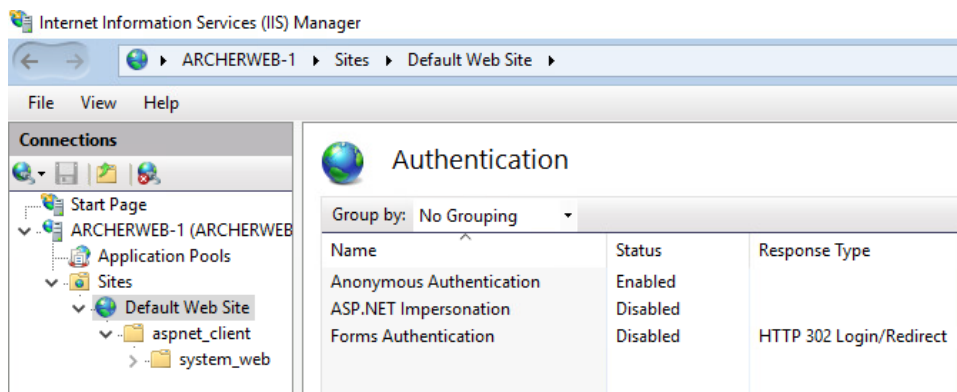 Internet Information Services (IIS) Manager
ARCHERWEB-1 Sites Default Web Site
File View Help
Connections
Start Page
ARCHERWEB-1 (ARCHERWEB
Application Pools
Sites
Default Web Site
aspnet_client
system_web
Authentication
Group by: No Grouping
Name Status Response Type
Anonymous Authentication Enabled
ASP.NET Impersonation Disabled
Forms Authentication Disabled HTTP 302 Login/Redirect